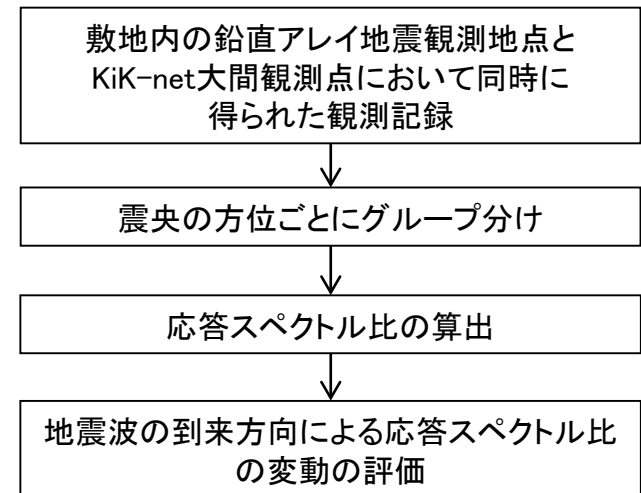 敷地内の鉛直アレイ地震観測地点と
KiK-net大間観測点において同時に
得られた観測記録
震央の方位ごとにグループ分け
応答スペクトル比の算出
地震波の到来方向による応答スペクトル比
の変動の評価